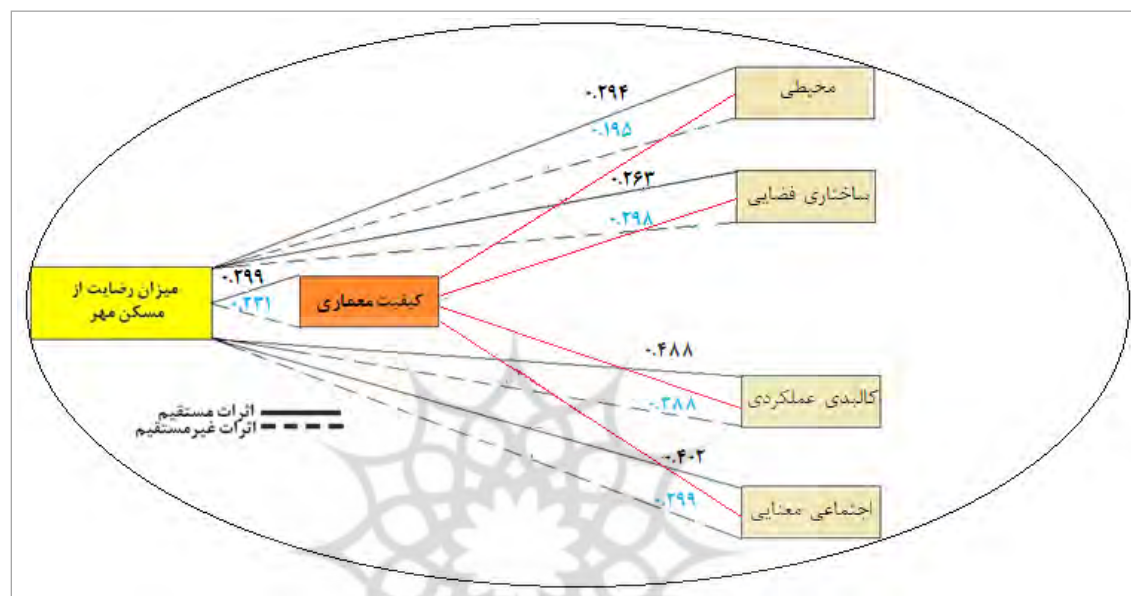 محیطی
۰.۲۹۴
۰.۱۹۵
ساختاری فضایی
۰.۲۶۳
۰.۲۹۸
میزان رضایت از
مسکن مهر
۰.۲۹۹
۰.۲۳۱
کیفیت معماری
کالبدی عملکردی
۰.۴۸۸
۰.۳۸۸
اجتماعی معنایی
۰.۴۰۲
۰.۲۹۹
اثرات مستقیم
اثرات غیرمستقیم